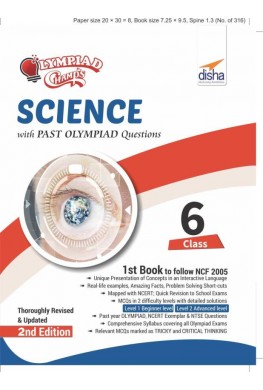 Paper size 20 × 30 = 8, Book size 7.25 × 9.5, Spine 1.3 (No. of 316)
OLYMPIAD
CHAMPS
disha
SCIENCE
with PAST OLYMPIAD Questions
6
Class
1st Book to follow NCF 2005
Unique Presentation of Concepts in an Interactive Language
Real-life examples, Amazing Facts, Problem Solving Short-cuts
Mapped with NCERT; Quick Revision to School Exams
MCQs in 2 difficulty levels with detailed solutions
Level 1 Beginner level Level 2 Advanced level
Past year OLYMPIAD, NCERT Exemplar & NTSE Questions
Comprehensive Syllabus covering all Olympiad Exams
Relevant MCQs marked as TRICKY and CRITICAL THINKING
Thoroughly Revised
& Updated
2nd Edition